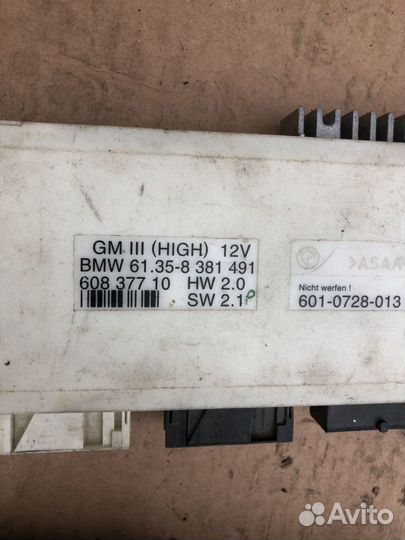 GM III (HIGH) 12V
BMW 61.35-8 381 491
608 377 10 HW 2.0
SW 2.1
Nicht werfen !
601-0728-013
Avito